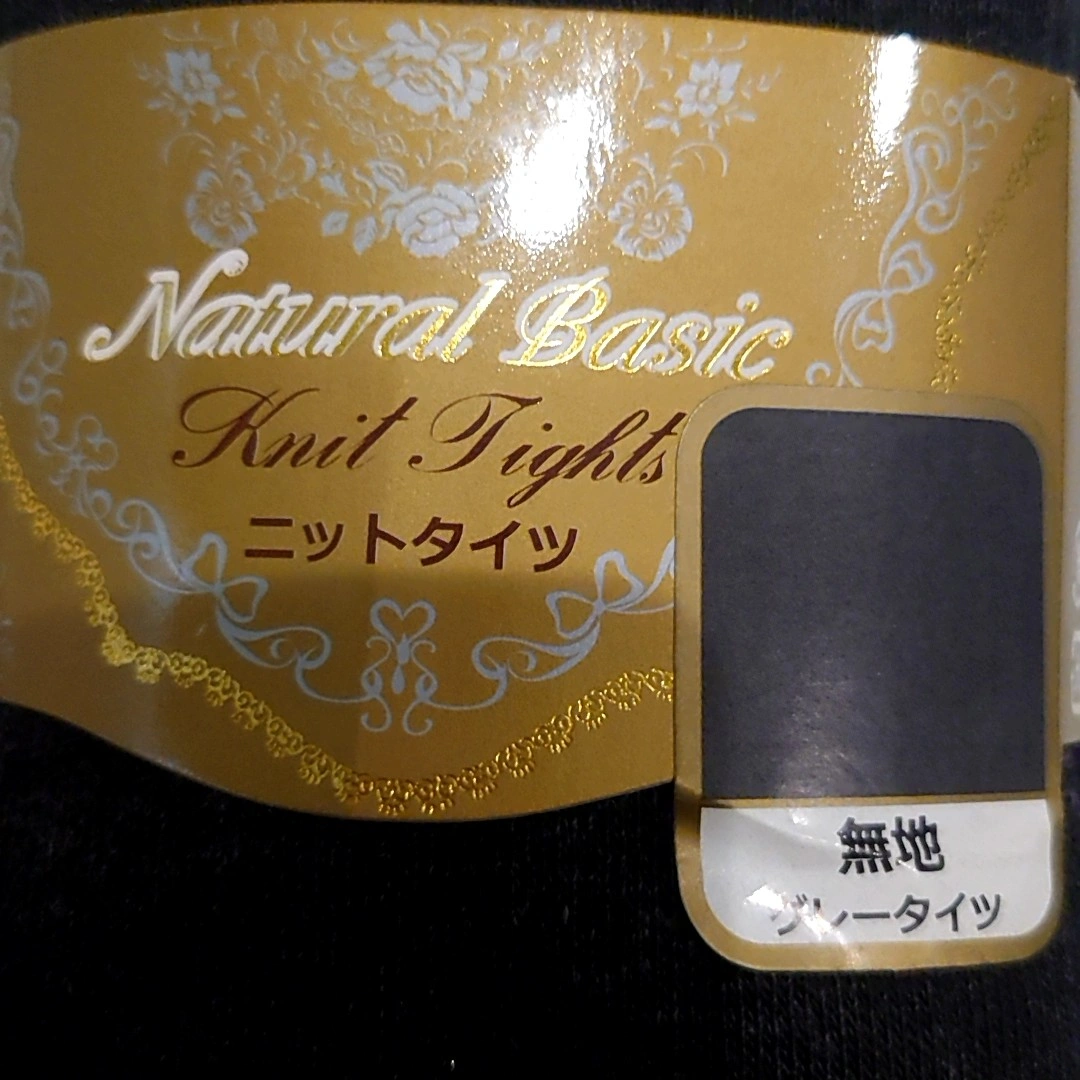 Natural Basic
Knit Tights
ニットタイツ
無地
グレータイツ